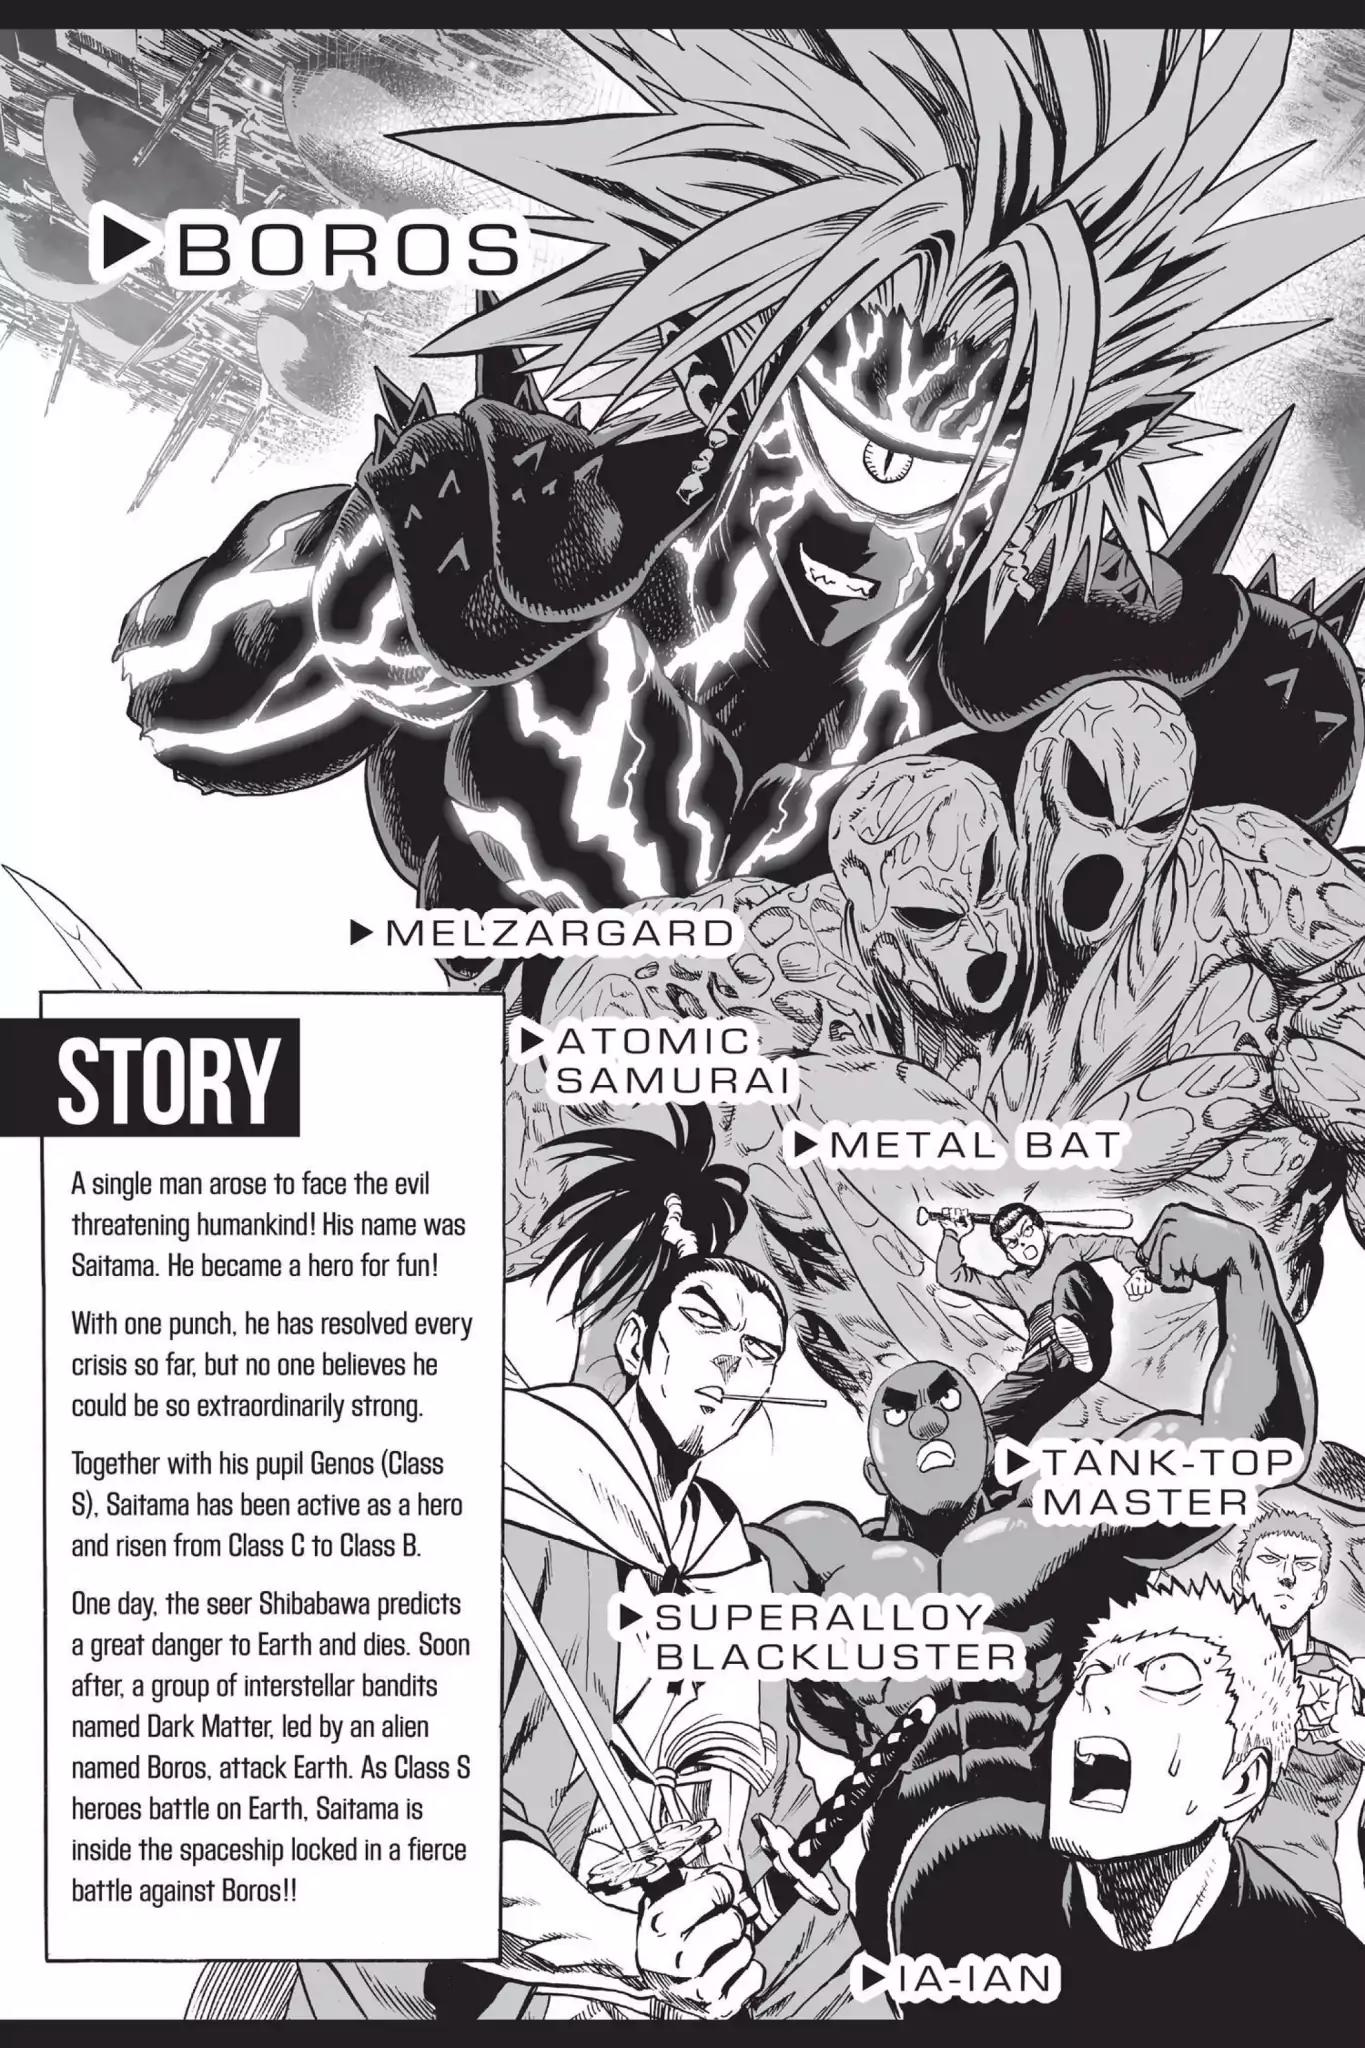 BOROS
MELZARGARD
ATOMIC
SAMURAI
METAL BAT
TANK-TOP
MASTER
SUPERALLOY
BLACKLUSTER
IA-IAN
STORY
A single man arose to face the evil
threatening humankind! His name was
Saitama. He became a hero for fun!
With one punch, he has resolved every
crisis so far, but no one believes he
could be so extraordinarily strong.
Together with his pupil Genos (Class
S), Saitama has been active as a hero
and risen from Class C to Class B.
One day, the seer Shibabawa predicts
a great danger to Earth and dies. Soon
after, a group of interstellar bandits
named Dark Matter, led by an alien
named Boros, attack Earth. As Class S
heroes battle on Earth, Saitama is
inside the spaceship locked in a fierce
battle against Boros!!